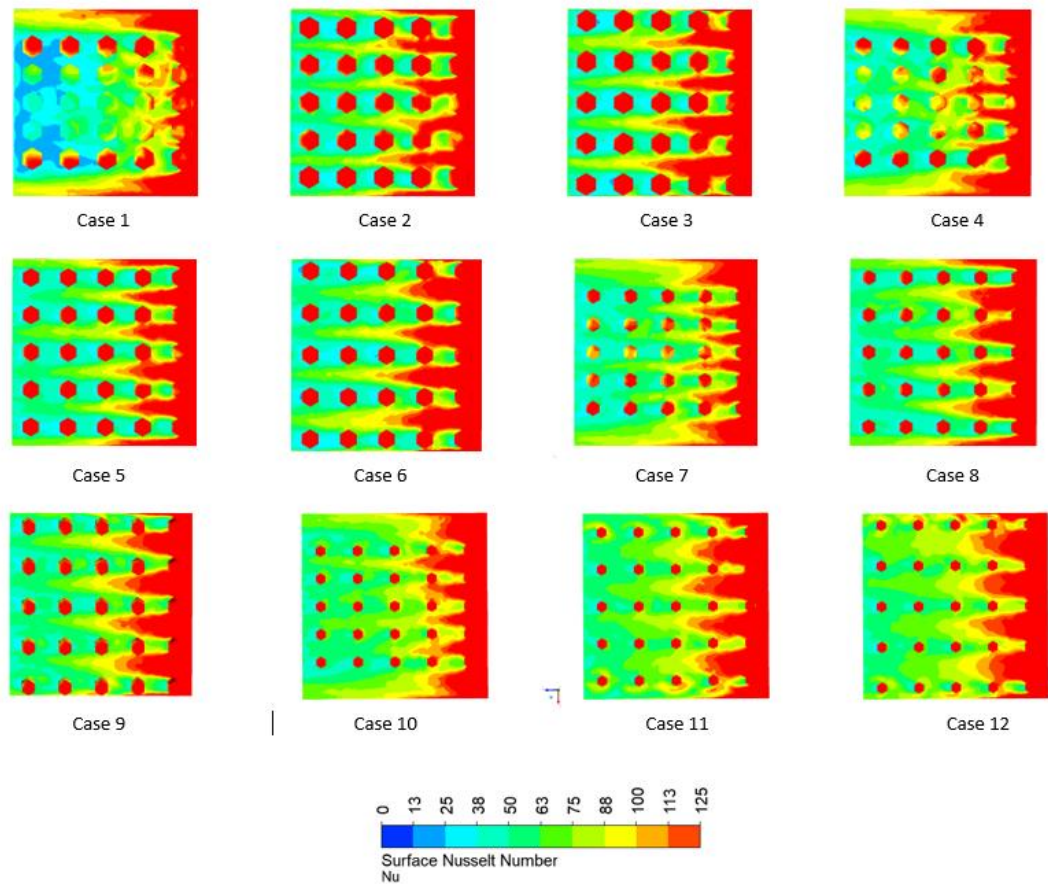 Case 1 Case 2 Case 3 Case 4
Case 5 Case 6 Case 7 Case 8
Case 9 Case 10 Case 11 Case 12
0 13 25 38 50 63 75 88 100 113 125
Surface Nusselt Number
Nu